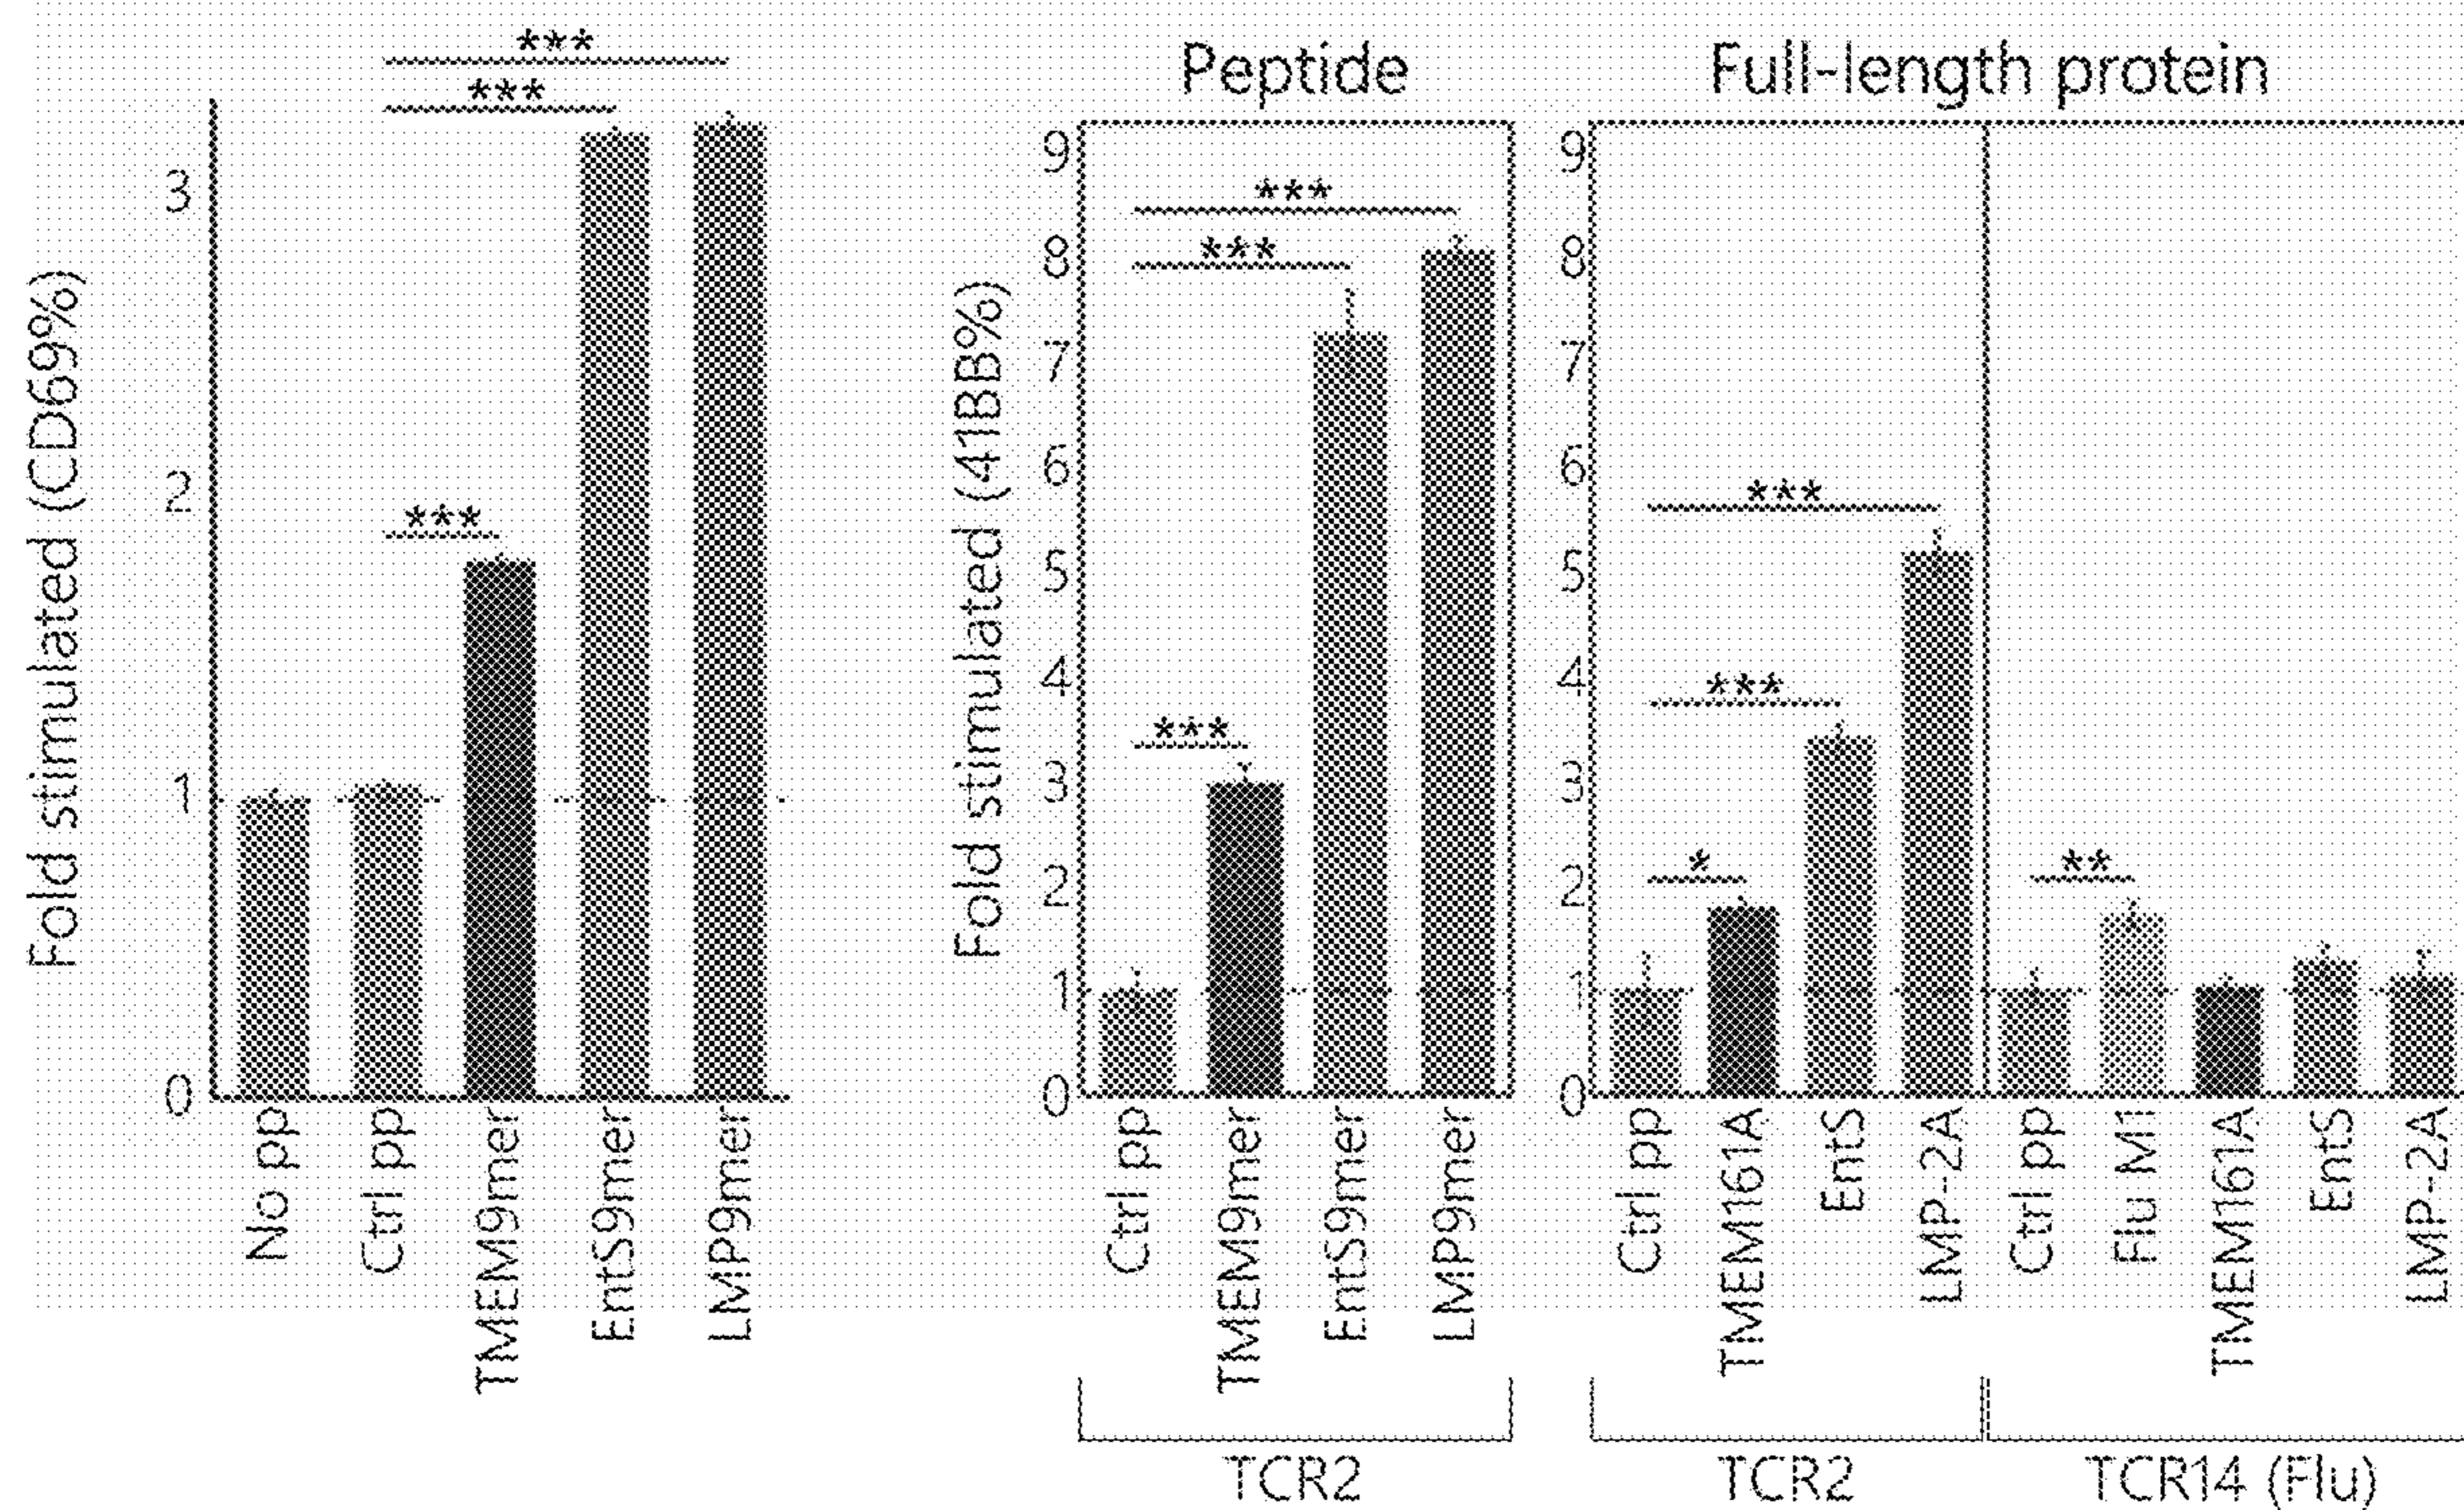 ***
***
***
Fold stimulated (CD69%)
3
2
1
0
No pp
Ctrl pp
TMEM9mer
EntS9mer
LMP9mer
Peptide
Fold stimulated (41BB%)
9
8
7
6
5
4
3
2
1
0
***
***
***
Ctrl pp
TMEM9mer
EntS9mer
LMP9mer
TCR2
Full-length protein
9
8
7
6
5
4
3
2
1
0
***
***
*
**
Ctrl pp
TMEM161A
EntS
LMP-2A
Ctrl pp
Flu M1
TMEM161A
EntS
LMP-2A
TCR2
TCR14 (Flu)